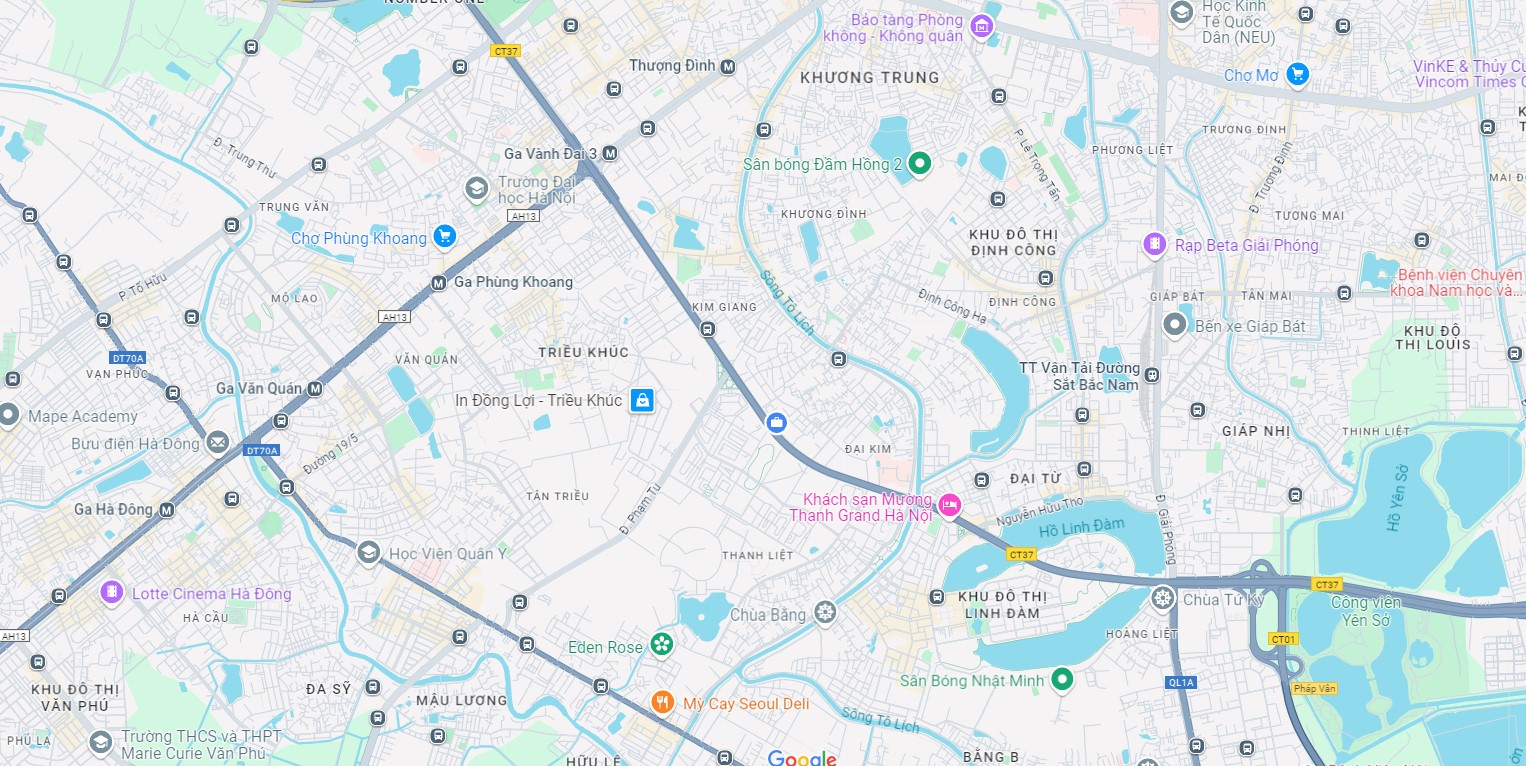 NUMBER ONE
Học Kinh
Tế Quốc
Dân (NEU)
Bảo tàng Phòng
không - Không quân
CT37
Thượng Đình
KHƯƠNG TRUNG
Chợ Mơ
VinKE & Thủy Cu
Vincom Times C
TRƯƠNG ĐỊNH
PHƯƠNG LIỆT
P. Lê Trọng Tấn
Đ. Trương Định
Đ. Trung Thư
Ga Vành Đai 3
Sân bóng Đầm Hồng 2
Trường Đại
học Hà Nội
MAI ĐỘ
TRUNG VĂN
AH13
KHƯƠNG ĐÌNH
TƯƠNG MAI
Chợ Phùng Khoang
KHU ĐÔ THỊ
ĐỊNH CÔNG
Rạp Beta Giải Phóng
Ga Phùng Khoang
P. Tố Hữu
Bệnh viện Chuyên
khoa Nam học và...
MỖ LAO
KIM GIANG
Sông Tô Lịch
Định Công Hạ
ĐỊNH CÔNG
GIÁP BÁT
TÂN MAI
AH13
Bến xe Giáp Bát
KHU ĐÔ
THỊ LOUIS
DT70A
VẠN PHÚC
VĂN QUÁN
TRIỀU KHÚC
TT Vận Tải Đường
Sắt Bắc Nam
Ga Văn Quán
In Đồng Lợi - Triều Khúc
Mape Academy
Bưu điện Hà Đông
DT70A
Đường 19/5
ĐẠI KIM
GIÁP NHỊ
THỊNH LIỆT
ĐẠI TỪ
TÂN TRIỀU
Khách sạn Mường
Thanh Grand Hà Nội
Ga Hà Đông
Đ. Phạm Tu
Nguyễn Hữu Thọ
Hồ Linh Đàm
Đ. Giải Phóng
Hồ Yên Sở
Học Viện Quân Y
THANH LIỆT
CT37
CT37
Lotte Cinema Hà Đông
KHU ĐÔ THỊ
LINH ĐÀM
Chùa Tứ Kỳ
Công viên
Yên Sở
HÀ CẦU
Chùa Bằng
HOÀNG LIỆT
CT01
Eden Rose
KHU ĐÔ THỊ
VĂN PHÚ
ĐA SỸ
MẬU LƯƠNG
Sân Bóng Nhật Minh
QL1A
Pháp Vân
AH13
Mỳ Cay Seoul Deli
Sông Tô Lịch
PHÚ LA
Trường THCS và THPT
Marie Curie Văn Phú
HỮU LÊ
Google
BẰNG B